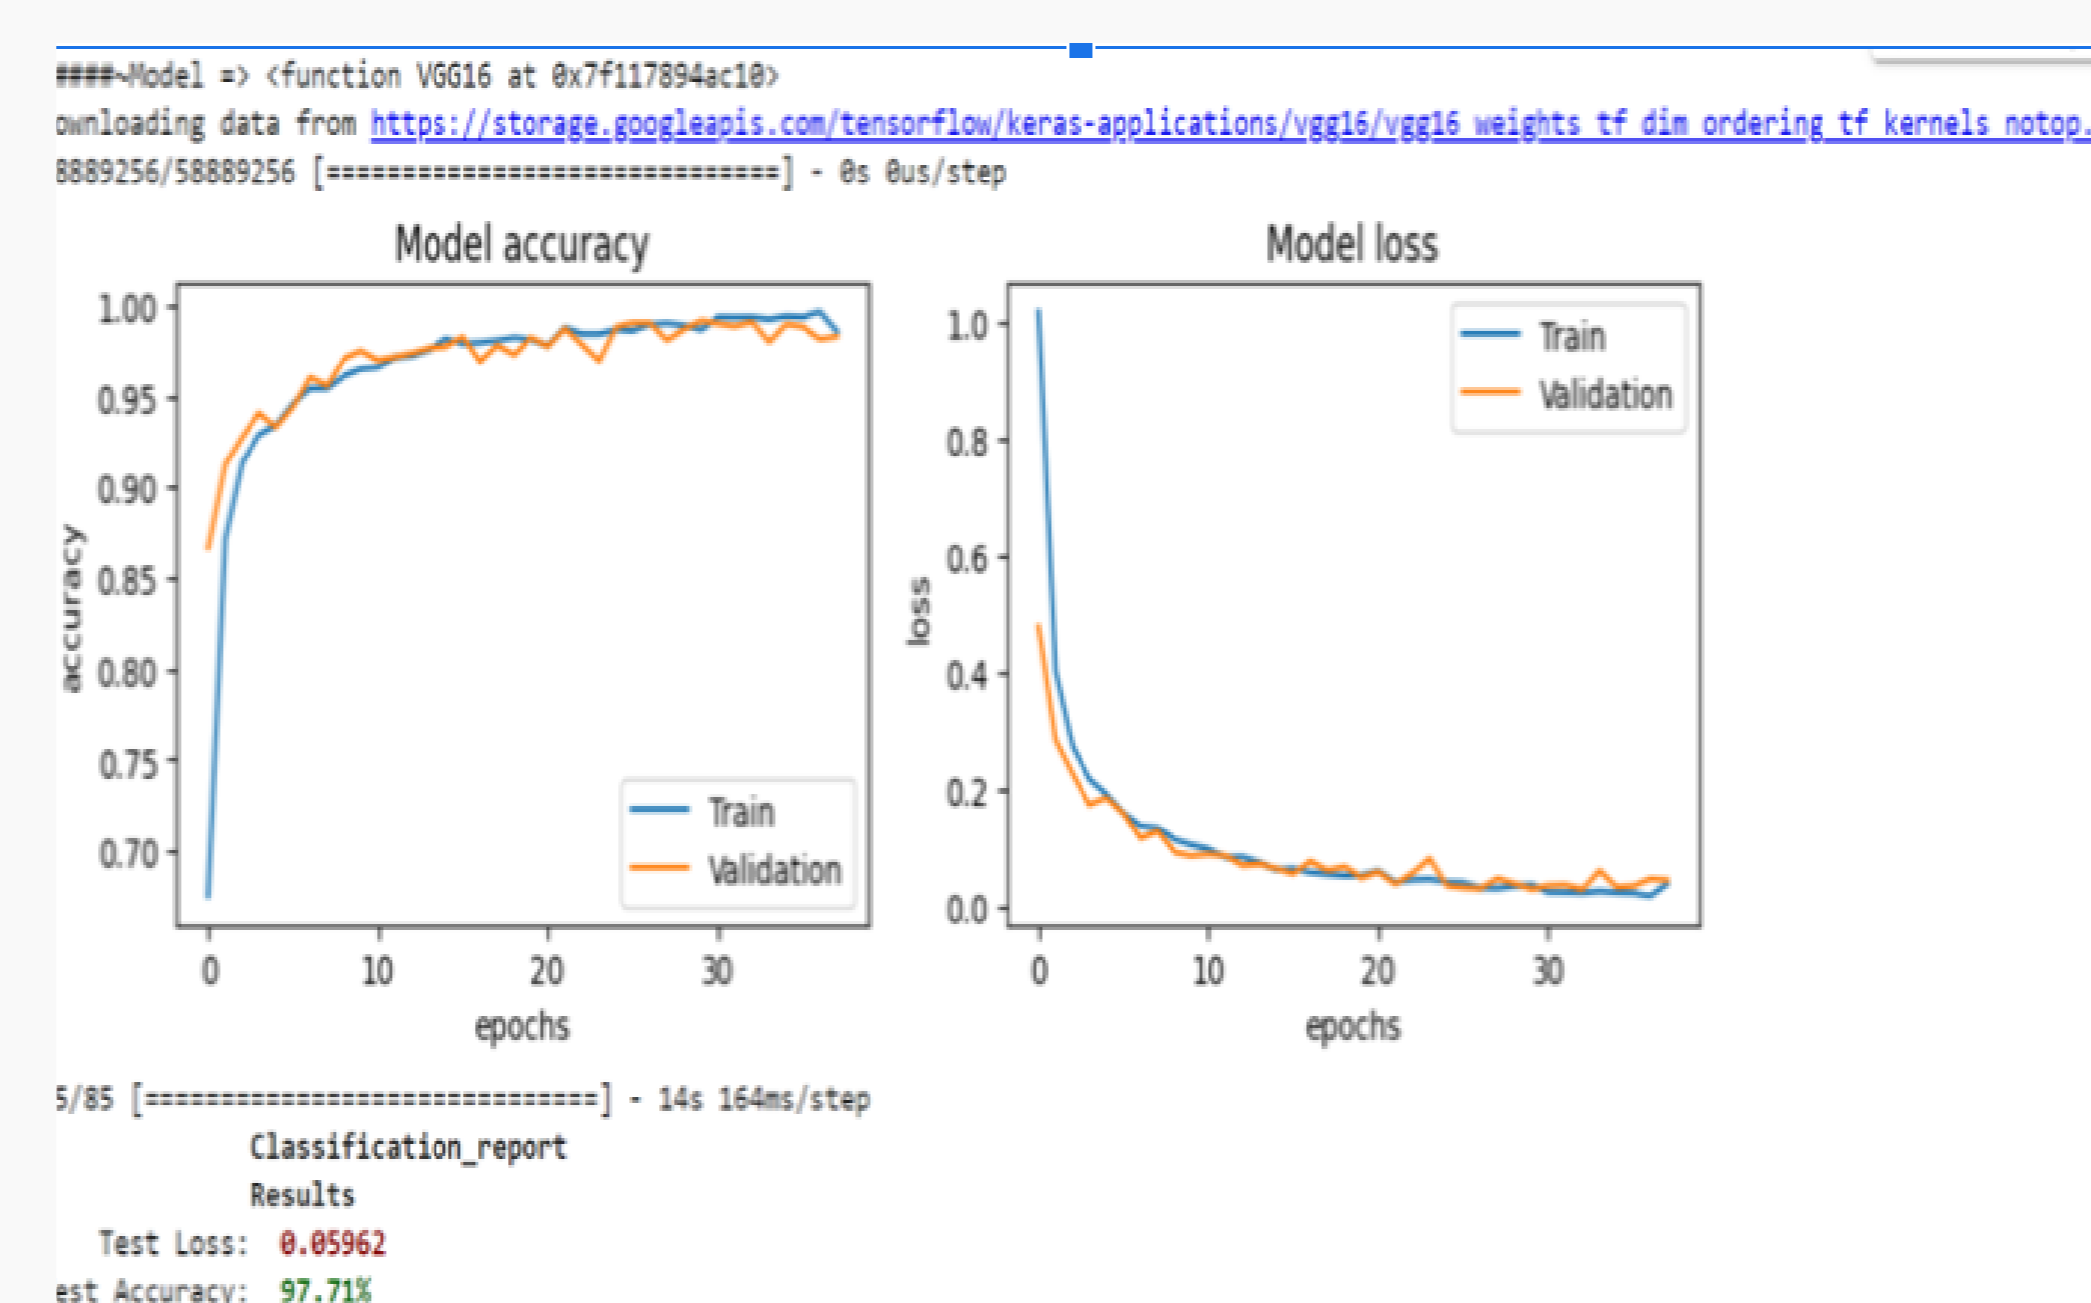 ####~Model => <function VGG16 at 0x7f117894ac10>
ownloading data from https://storage.googleapis.com/tensorflow/keras-applications/vgg16/vgg16_weights_tf_dim_ordering_tf_kernels_notop.
8889256/58889256 [==============================] - 0s 0us/step
Model accuracy
1.00
0.95
0.90
0.85
0.80
0.75
0.70
accuracy
Train
Validation
0 10 20 30
epochs
Model loss
1.0
0.8
0.6
0.4
0.2
0.0
loss
Train
Validation
0 10 20 30
epochs
5/85 [==============================] - 14s 164ms/step
Classification_report
Results
Test Loss: 0.05962
est Accuracy: 97.71%